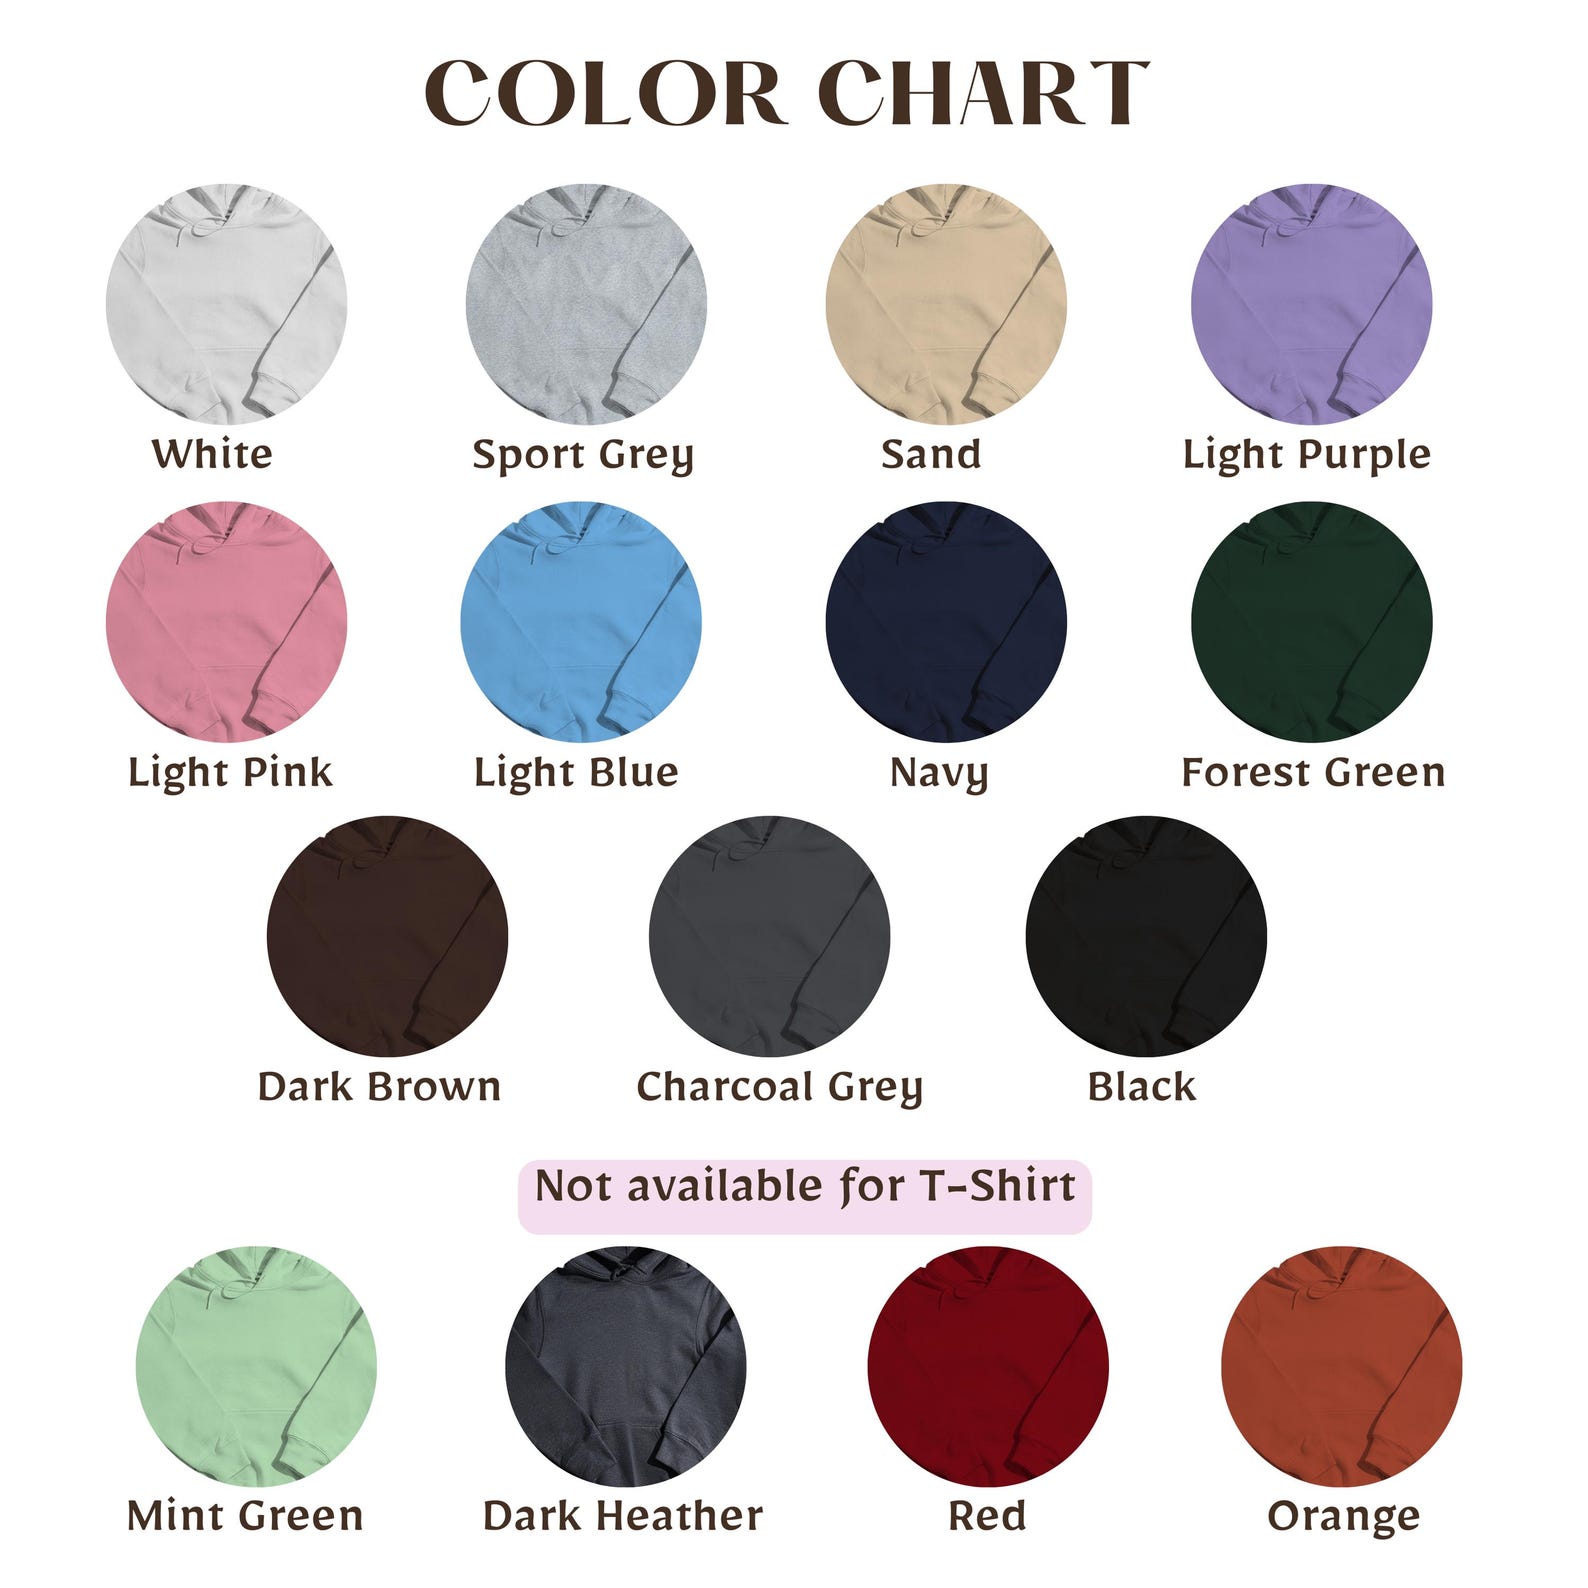 COLOR CHART
White
Sport Grey
Sand
Light Purple
Light Pink
Light Blue
Navy
Forest Green
Dark Brown
Charcoal Grey
Black
Not available for T-Shirt
Mint Green
Dark Heather
Red
Orange